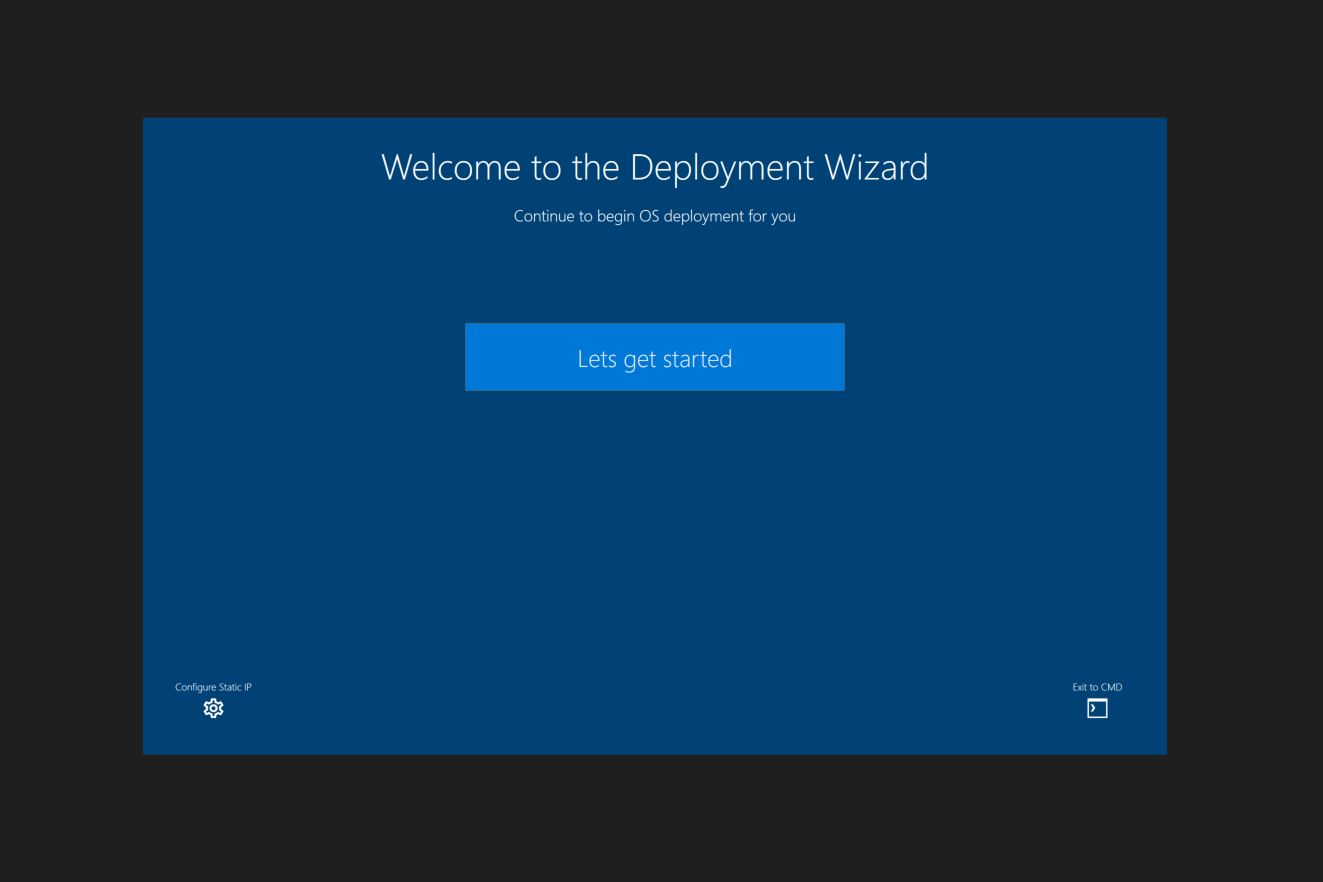 Welcome to the Deployment Wizard
Continue to begin OS deployment for you
Lets get started
Configure Static IP
Exit to CMD